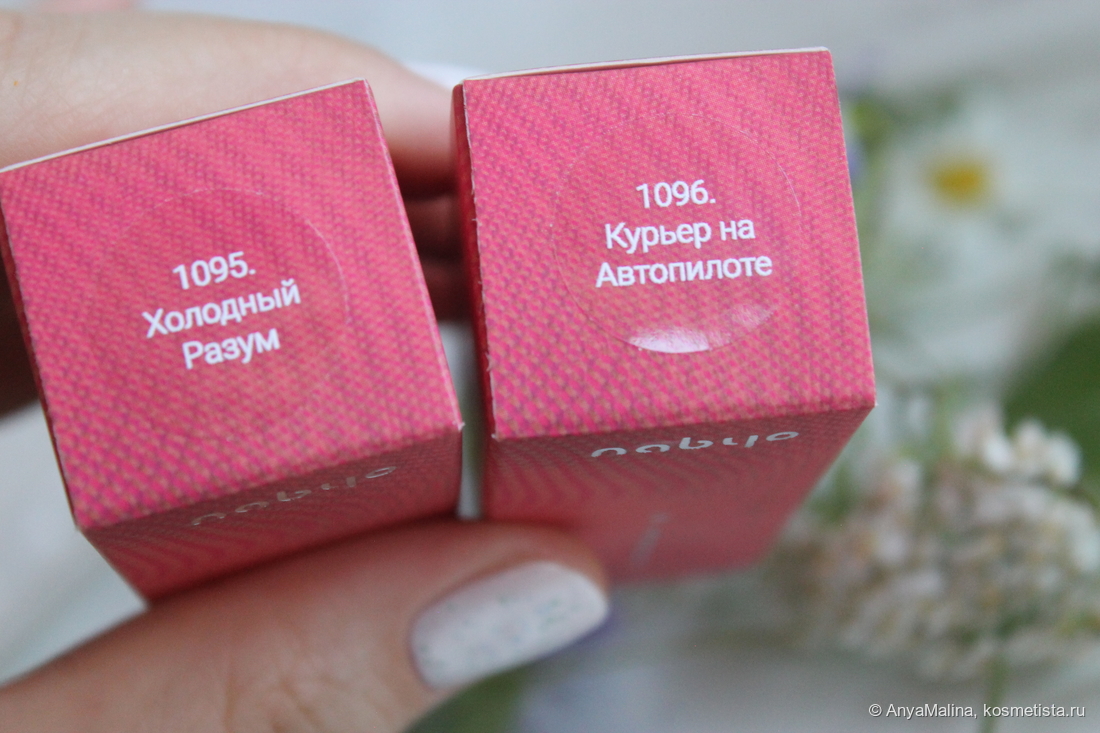 1095.
Холодный
Разум
1096.
Курьер на
Автопилоте
© AnyaMalina, kosmetista.ru